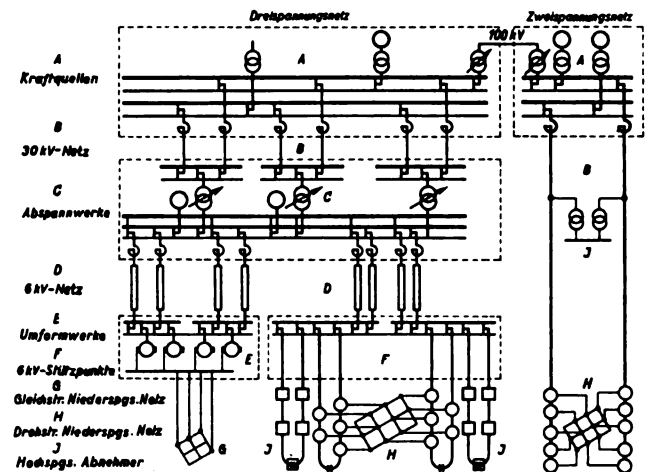 Dreispannungsnetz
Zweispannungsnetz
100 kV
A
Kraftquellen
A
A
B
30 kV-Netz
B
B
C
Abspannwerke
C
J
D
6 kV-Netz
D
E
Umformwerke
E
F
6 kV-Stützpunkte
F
G
Gleichstr. Niederspgs. Netz
H
Drehstr. Niederspgs. Netz
J
Hochspgs. Abnehmer
G
J
H
J
H